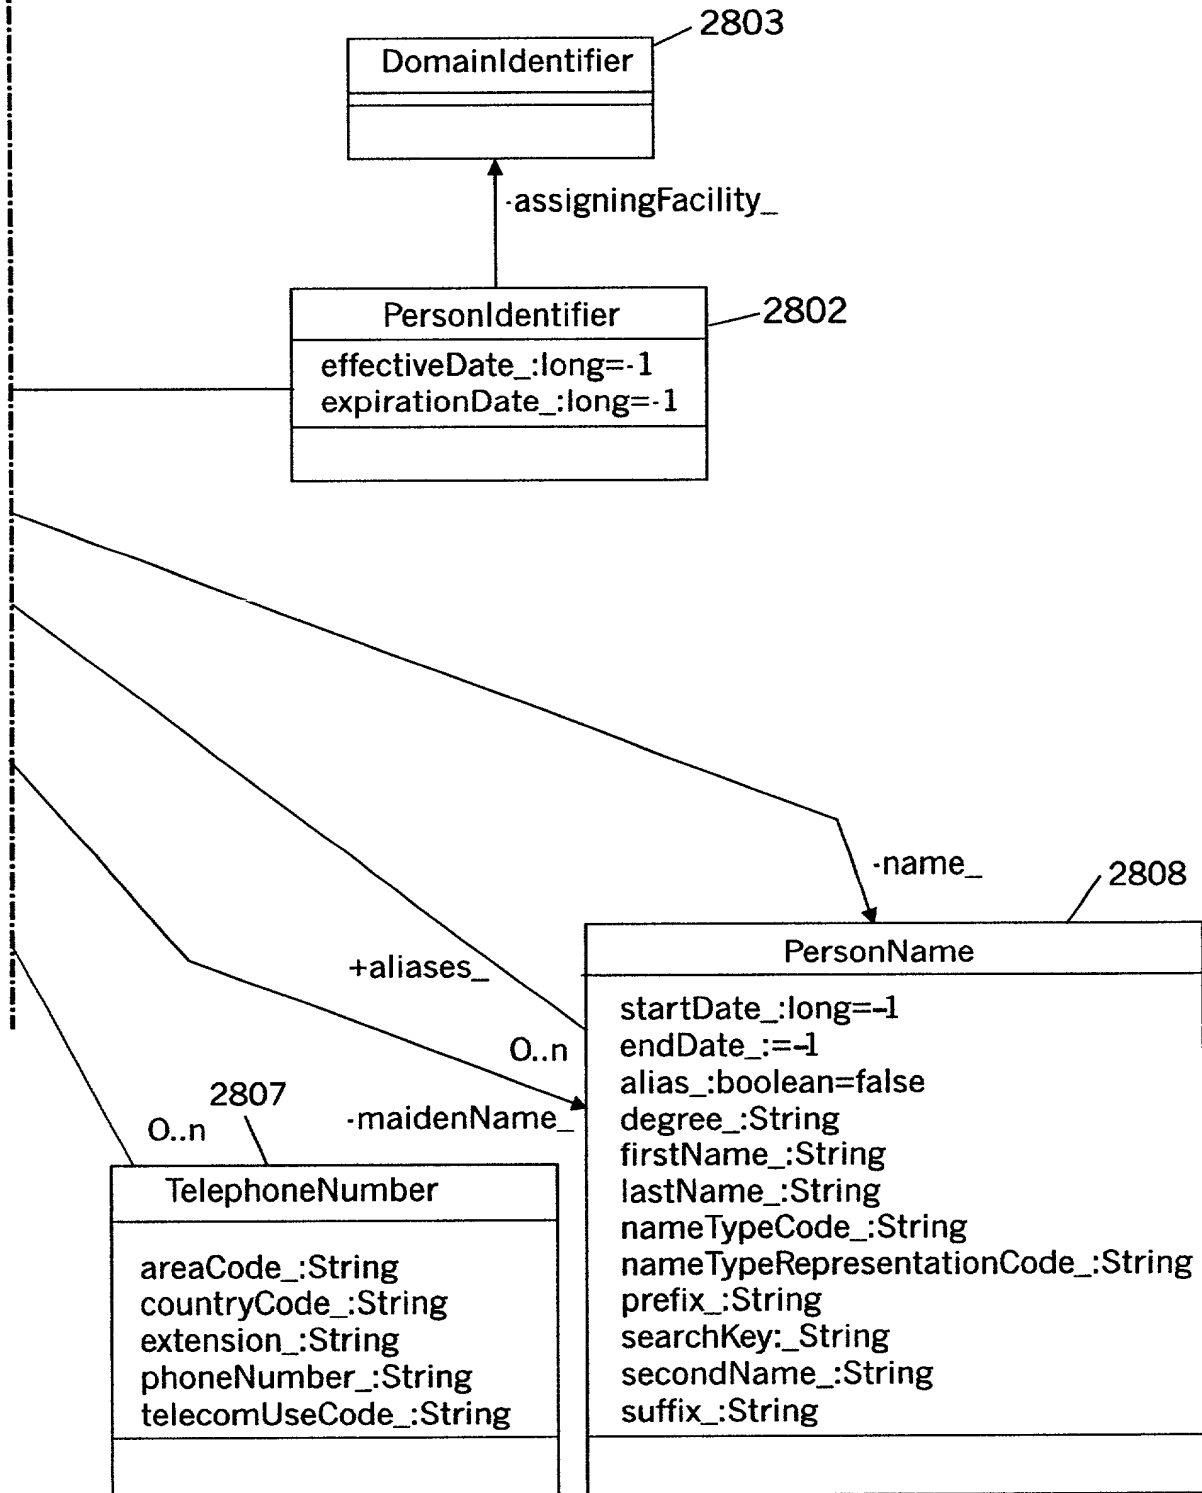 2803
DomainIdentifier
-assigningFacility_
PersonIdentifier
2802
effectiveDate_:long=-1
expirationDate_:long=-1
-name_
2808
PersonName
+aliases_
startDate_:long=-1
endDate_:=-1
O..n
alias_:boolean=false
2807
-maidenName_
degree_:String
O..n
firstName_:String
TelephoneNumber
lastName_:String
nameTypeCode_:String
areaCode_:String
nameTypeRepresentationCode_:String
countryCode_:String
prefix_:String
extension_:String
searchKey:_String
phoneNumber_:String
secondName_:String
telecomUseCode_:String
suffix_:String